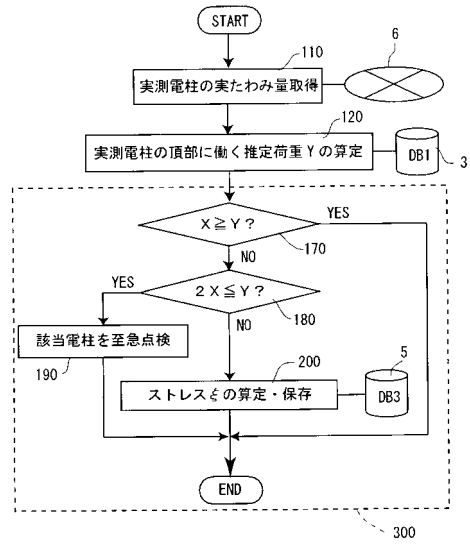 START
110
6
実測電柱の実たわみ量取得
120
実測電柱の頂部に働く推定荷重Yの算定
DB1
3
X≧Y?
YES
170
NO
2X≦Y?
YES
180
NO
該当電柱を至急点検
190
200
5
ストレスξの算定・保存
DB3
END
300